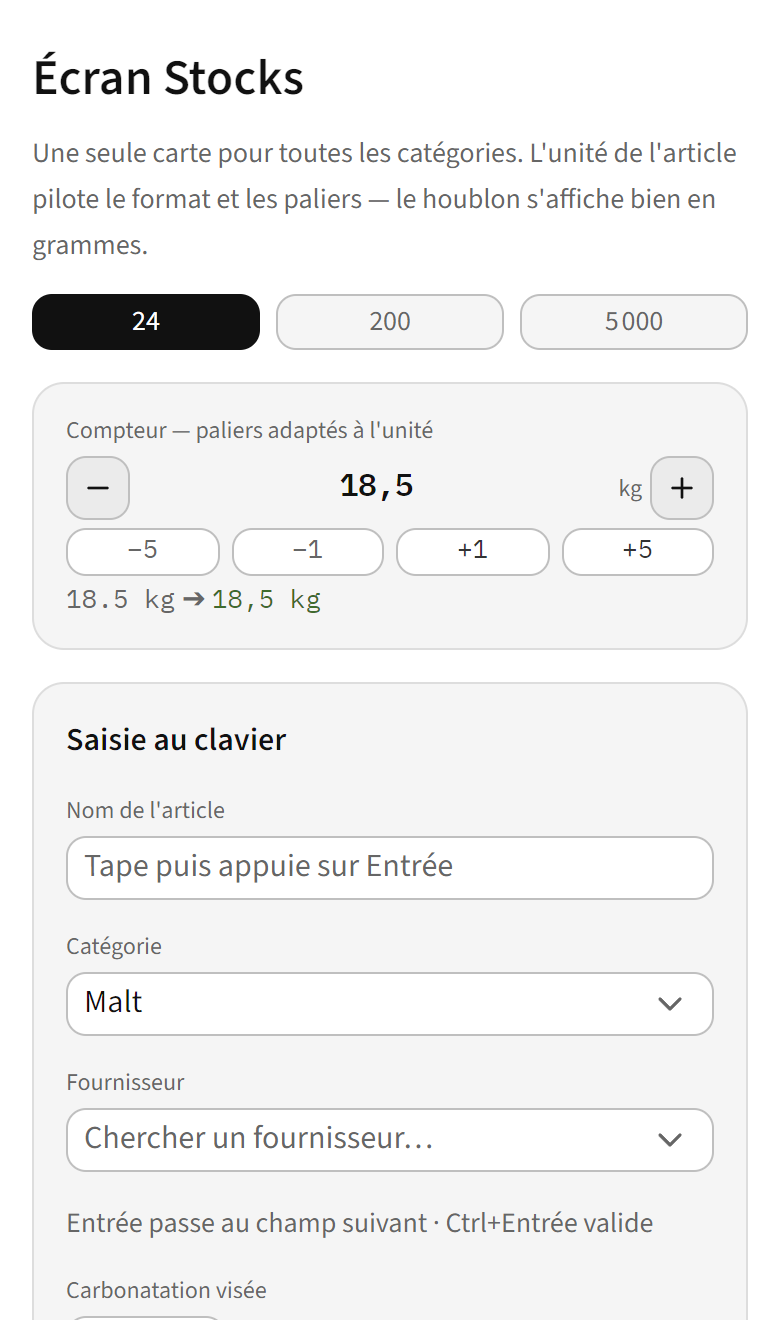 Écran Stocks
Une seule carte pour toutes les catégories. L'unité de l'article
pilote le format et les paliers — le houblon s'affiche bien en
grammes.
24 200 5 000
Compteur — paliers adaptés à l'unité
− 18,5 kg +
−5 −1 +1 +5
18.5 kg ➔ 18,5 kg
Saisie au clavier
Nom de l'article
Tape puis appuie sur Entrée
Catégorie
Malt
Fournisseur
Chercher un fournisseur…
Entrée passe au champ suivant · Ctrl+Entrée valide
Carbonatation visée